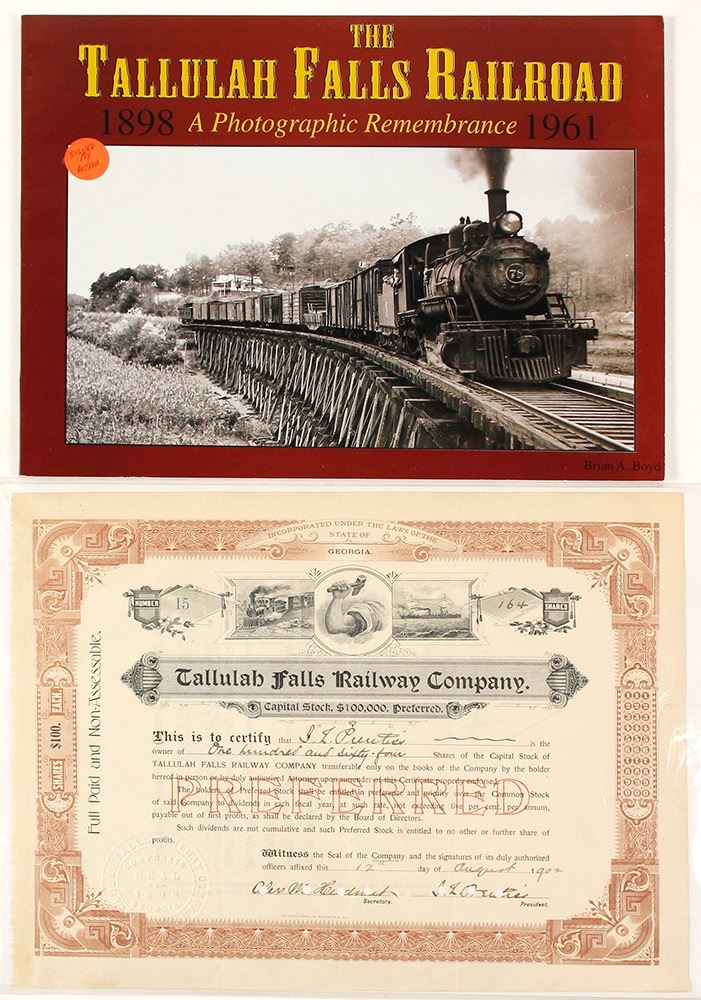 THE
TALLULAH FALLS RAILROAD
1898 A Photographic Remembrance 1961
SIGNED BY AUTHOR
78
Brian A. Boyd
INCORPORATED UNDER THE LAWS OF THE
STATE OF
GEORGIA.
NUMBER 15
164 SHARES
Tallulah Falls Railway Company.
Capital Stock, $100,000. Preferred.
Full Paid and Non-Assessable.
SHARES $100. EACH.
This is to certify that I. L. Prentiss is the
owner of One hundred and sixty-four Shares of the Capital Stock of
TALLULAH FALLS RAILWAY COMPANY transferable only on the books of the Company by the holder
hereof in person or by duly authorized Attorney upon surrender of this Certificate properly endorsed.
The holder of Preferred Stock shall be entitled in preference and priority over the Common Stock
of said Company to dividends in each fiscal year, at such rate, not exceeding five per cent. per annum,
payable out of first profits, as shall be declared by the Board of Directors.
PREFERRED
Such dividends are not cumulative and such Preferred Stock is entitled to no other or further share of
profits.
Witness the Seal of the Company and the signatures of its duly authorized
officers affixed this 12th day of August 1902
Secretary.
President.
SEAL
1898